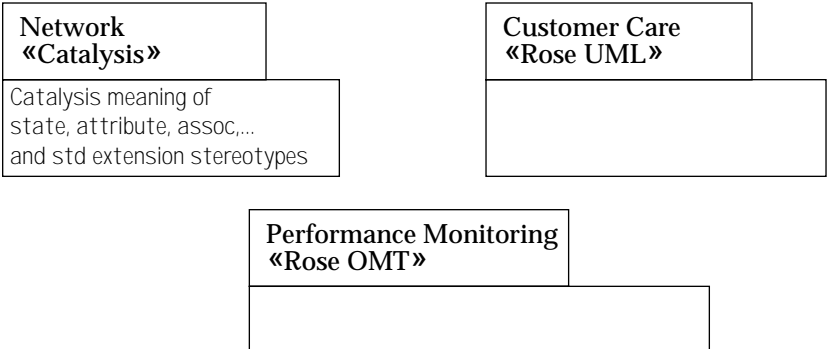 Network
«Catalysis»
Catalysis meaning of
state, attribute, assoc,...
and std extension stereotypes
Customer Care
«Rose UML»
Performance Monitoring
«Rose OMT»